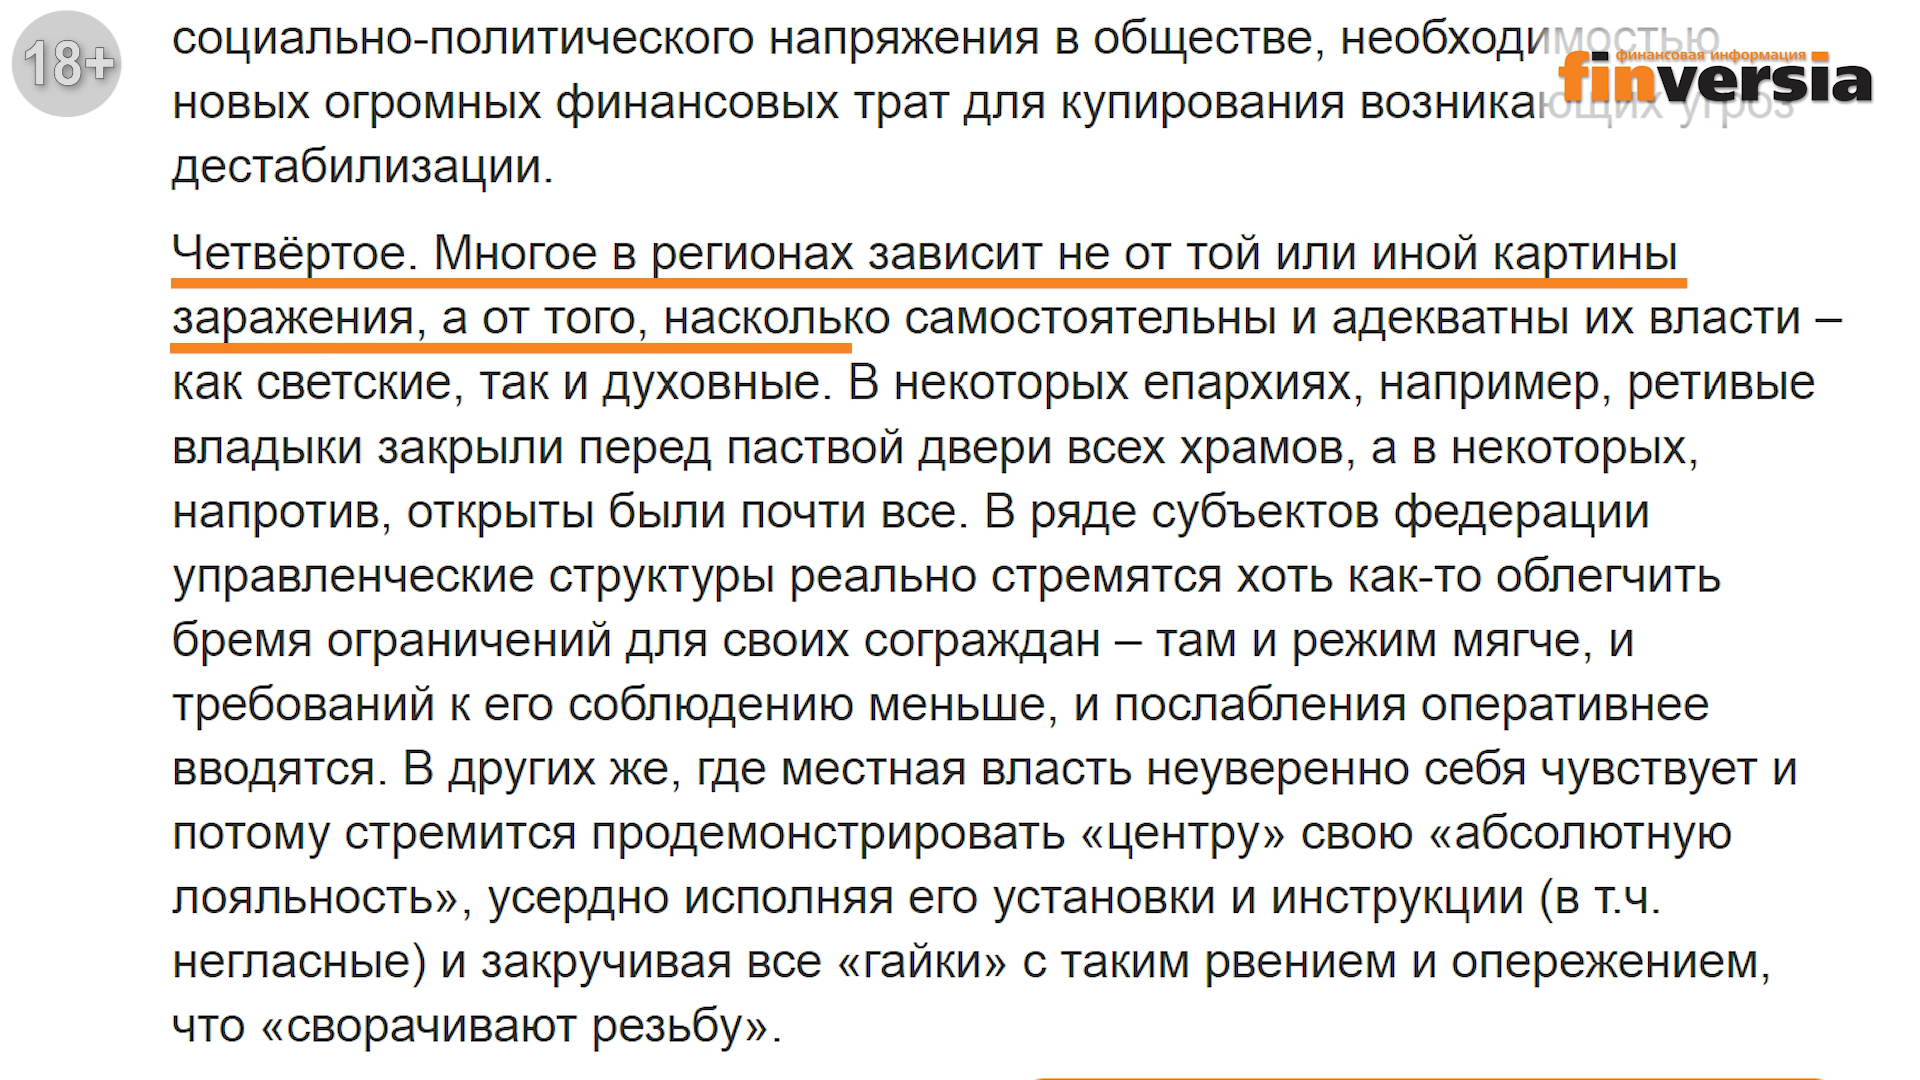 18+
социально-политического напряжения в обществе, необходимостью
финансовая информация
finversia
новых огромных финансовых трат для купирования возникающих угроз
дестабилизации.
Четвёртое. Многое в регионах зависит не от той или иной картины
заражения, а от того, насколько самостоятельны и адекватны их власти –
как светские, так и духовные. В некоторых епархиях, например, ретивые
владыки закрыли перед паствой двери всех храмов, а в некоторых,
напротив, открыты были почти все. В ряде субъектов федерации
управленческие структуры реально стремятся хоть как-то облегчить
бремя ограничений для своих сограждан – там и режим мягче, и
требований к его соблюдению меньше, и послабления оперативнее
вводятся. В других же, где местная власть неуверенно себя чувствует и
потому стремится продемонстрировать «центру» свою «абсолютную
лояльность», усердно исполняя его установки и инструкции (в т.ч.
негласные) и закручивая все «гайки» с таким рвением и опережением,
что «сворачивают резьбу».